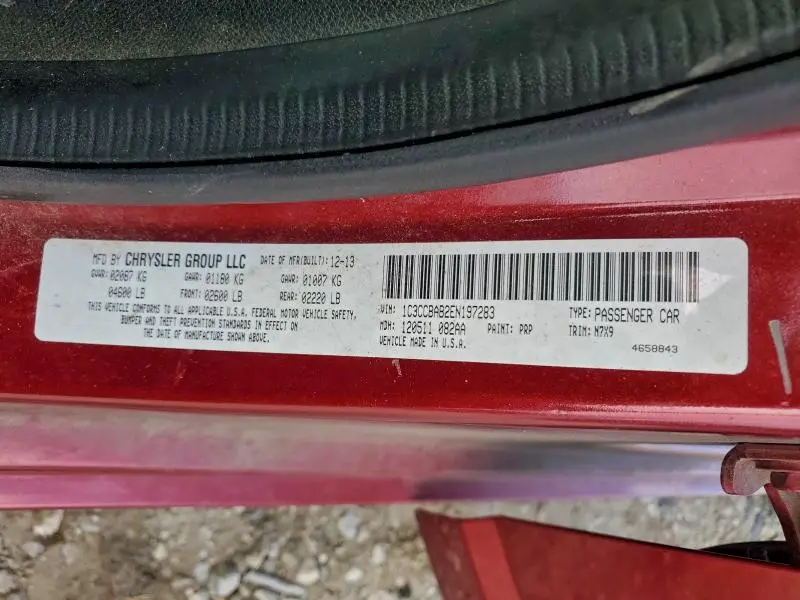 MFD BY CHRYSLER GROUP LLC
DATE OF MFR(BUILT): 12-13
GVWR: 02087 KG
GAWR: 01180 KG
GAWR: 01007 KG
04600 LB
FRONT: 02600 LB
REAR: 02220 LB
THIS VEHICLE CONFORMS TO ALL APPLICABLE U.S.A. FEDERAL MOTOR VEHICLE SAFETY,
BUMPER AND THEFT PREVENTION STANDARDS IN EFFECT ON
THE DATE OF MANUFACTURE SHOWN ABOVE.
VIN: 1C3CCBAB2EN197283
TYPE: PASSENGER CAR
MDH: 120511 082AA
PAINT: PRP
TRIM: N7X9
VEHICLE MADE IN U.S.A.
4658843